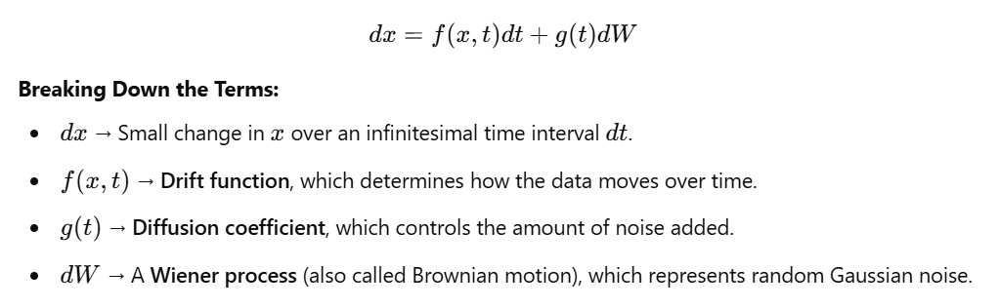 dx = f(x, t)dt + g(t)dW
Breaking Down the Terms:
• dx → Small change in x over an infinitesimal time interval dt.
• f(x, t) → Drift function, which determines how the data moves over time.
• g(t) → Diffusion coefficient, which controls the amount of noise added.
• dW → A Wiener process (also called Brownian motion), which represents random Gaussian noise.